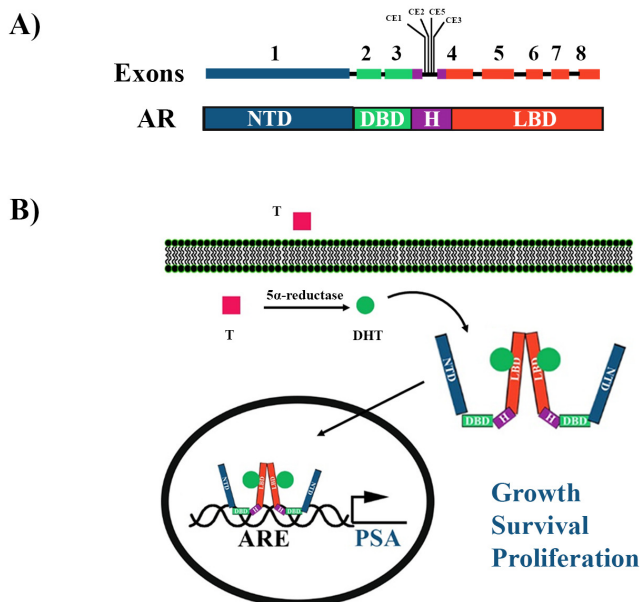 A)
CE1 CE2 CE5 CE3
1 2 3 4 5 6 7 8
Exons
AR NTD DBD H LBD
B)
T
T 5α-reductase DHT
NTD DBD H LBD LBD H DBD NTD
NTD DBD H LBD LBD H DBD NTD
ARE PSA
Growth
Survival
Proliferation